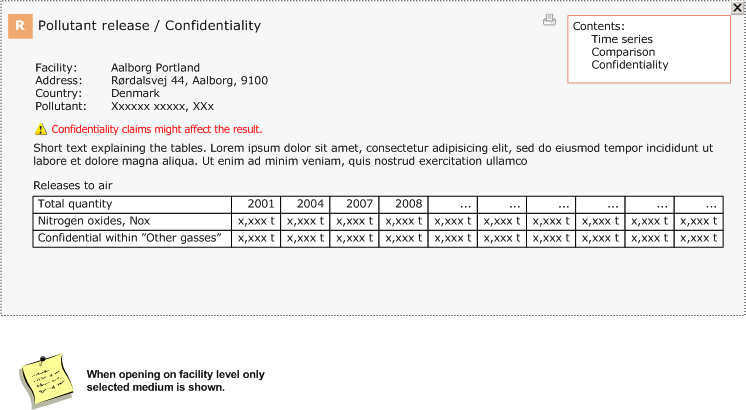 R Pollutant release / Confidentiality
Contents:
Time series
Comparison
Confidentiality
Facility: Aalborg Portland
Address: Rørdalsvej 44, Aalborg, 9100
Country: Denmark
Pollutant: Xxxxxx xxxxx, XXx
Confidentiality claims might affect the result.
Short text explaining the tables. Lorem ipsum dolor sit amet, consectetur adipisicing elit, sed do eiusmod tempor incididunt ut
labore et dolore magna aliqua. Ut enim ad minim veniam, quis nostrud exercitation ullamco
Releases to air
Total quantity 2001 2004 2007 2008 ... ... ... ... ... ...
Nitrogen oxides, Nox x,xxx t x,xxx t x,xxx t x,xxx t x,xxx t x,xxx t x,xxx t x,xxx t x,xxx t x,xxx t
Confidential within ”Other gasses” x,xxx t x,xxx t x,xxx t x,xxx t x,xxx t x,xxx t x,xxx t x,xxx t x,xxx t x,xxx t
When opening on facility level only
selected medium is shown.